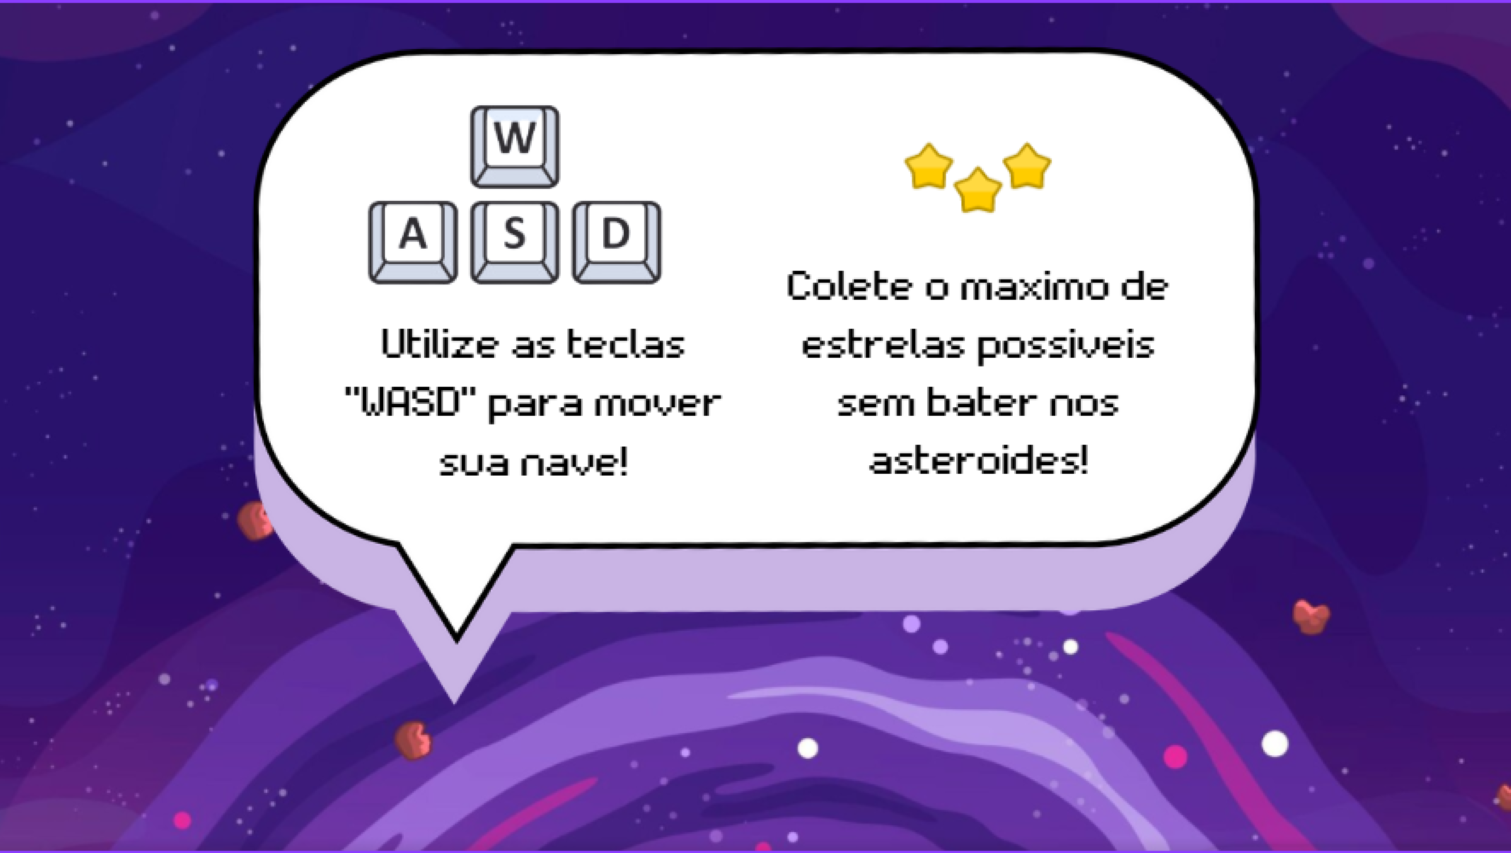 W
A S D
Utilize as teclas
"WASD" para mover
sua nave!
Colete o maximo de
estrelas possiveis
sem bater nos
asteroides!